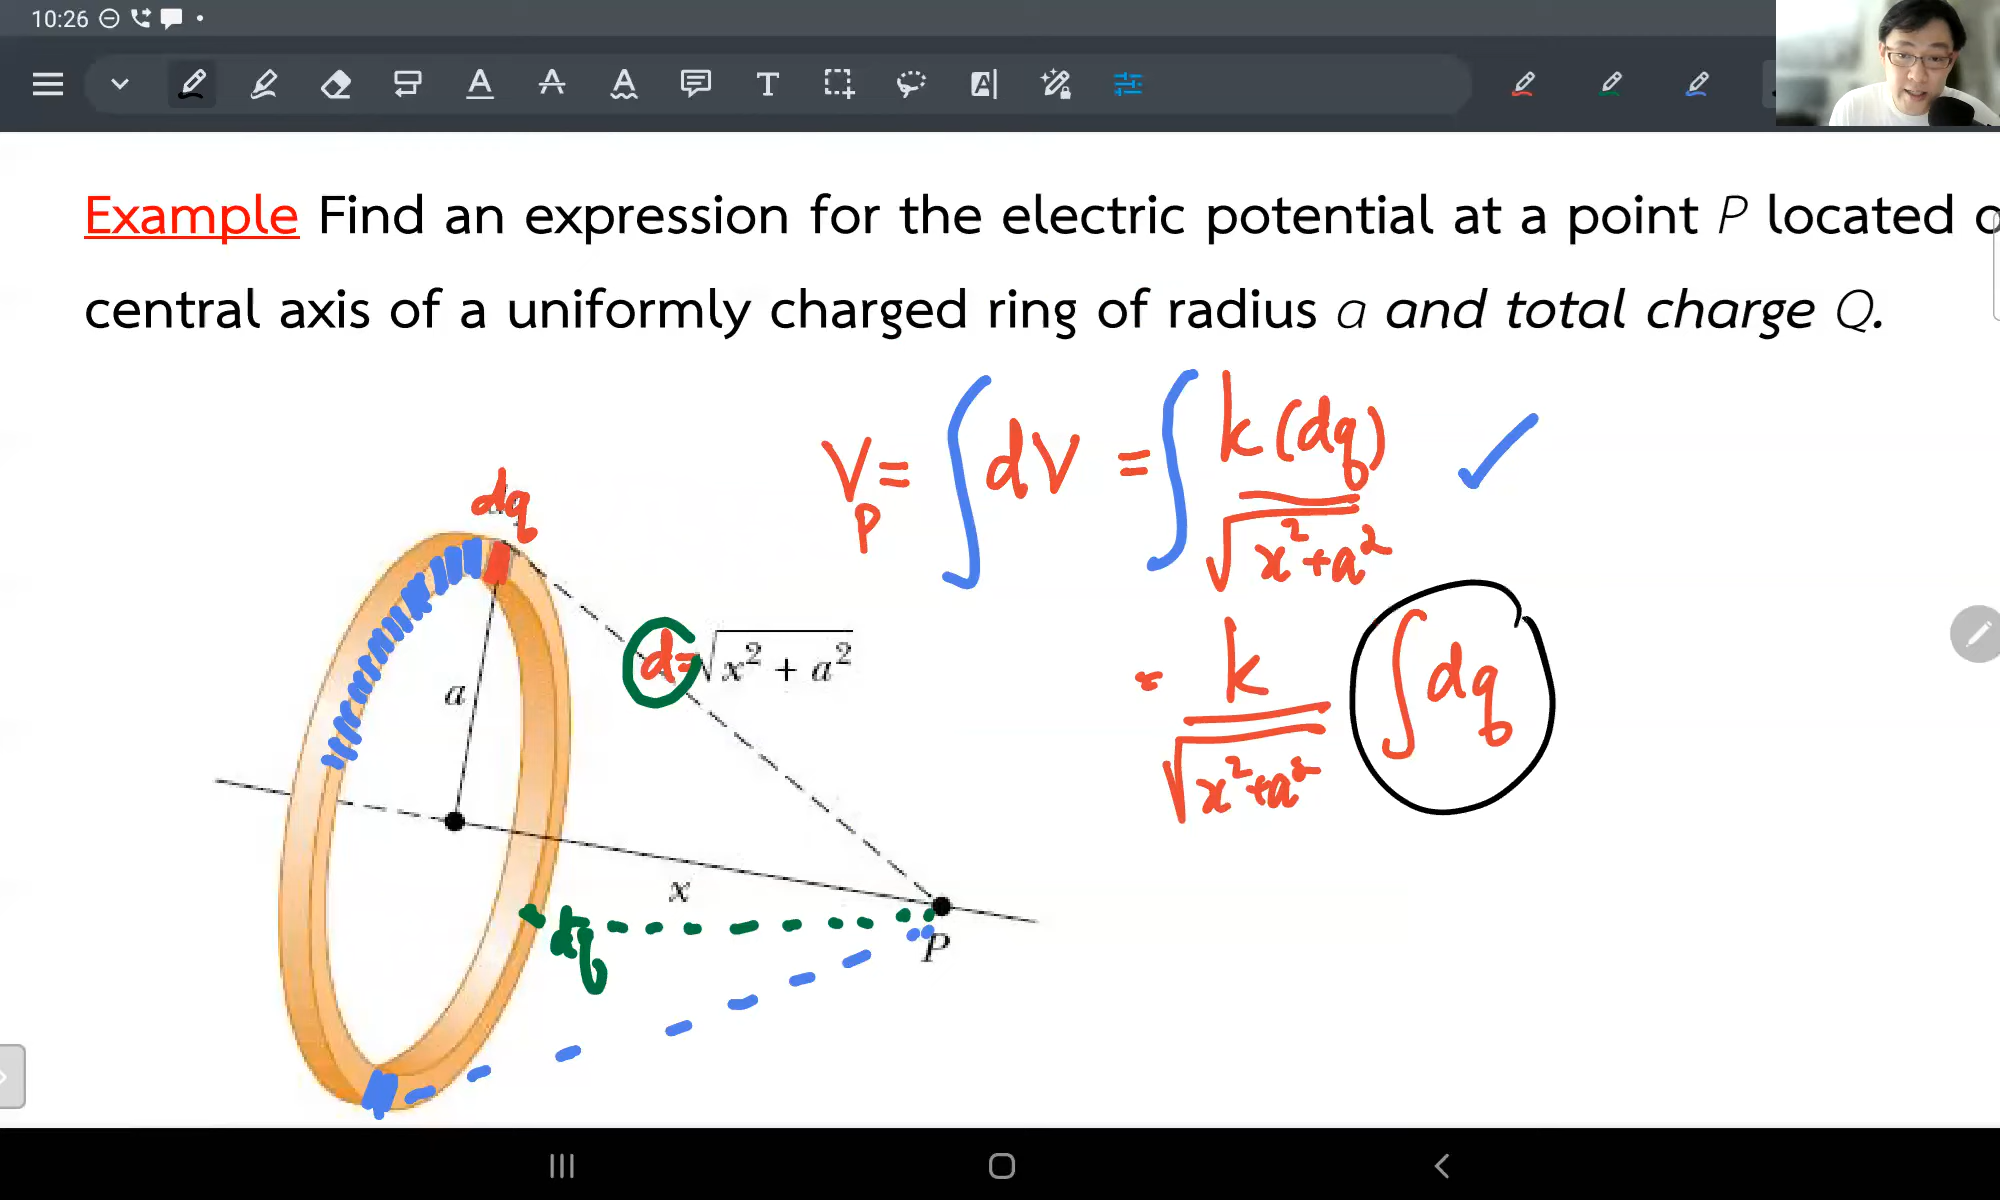 10:26
Example Find an expression for the electric potential at a point P located
central axis of a uniformly charged ring of radius a and total charge Q.
V_P = ∫ dV = ∫ k(dq) / √(x² + a²) ✓
= k / √(x² + a²) ∫ dq
dq
d = √(x² + a²)
a
x
dq
P